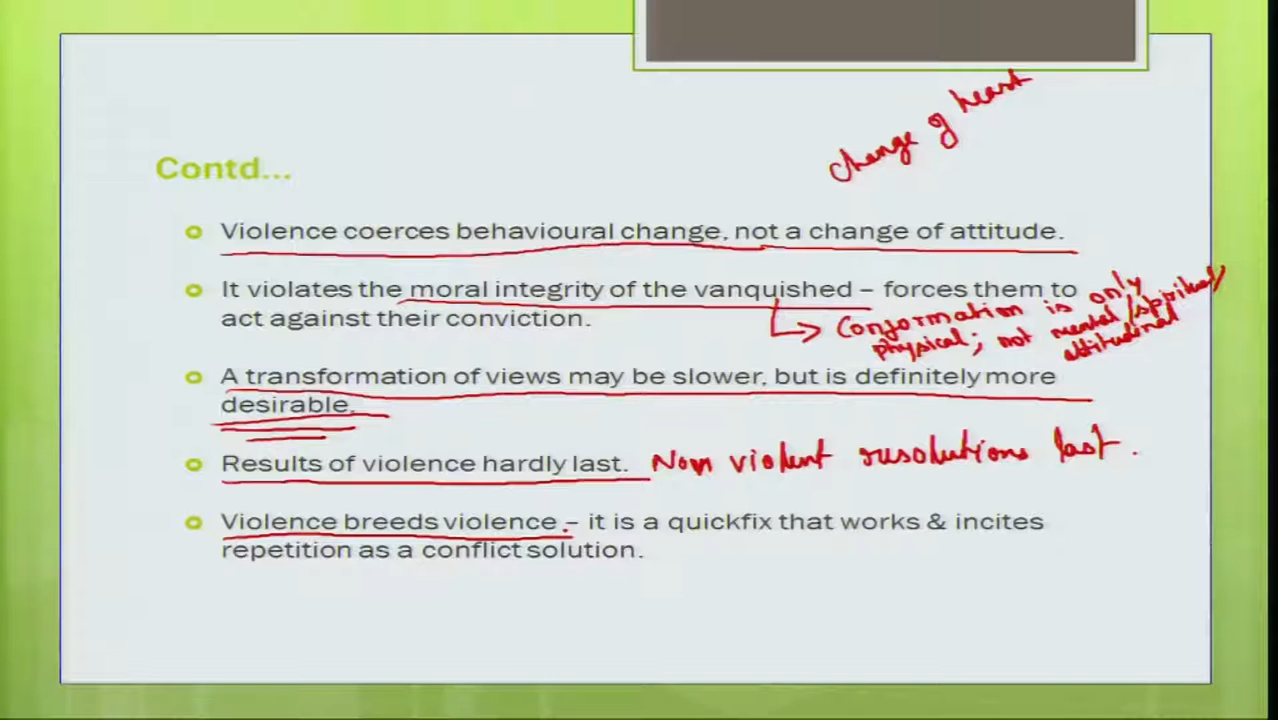 change of heart
Contd...
Violence coerces behavioural change, not a change of attitude.
It violates the moral integrity of the vanquished – forces them to
act against their conviction.
Conformation is only
physical; not mental/spiritual/
attitudinal
A transformation of views may be slower, but is definitely more
desirable.
Results of violence hardly last. Non violent resolutions last.
Violence breeds violence – it is a quickfix that works & incites
repetition as a conflict solution.